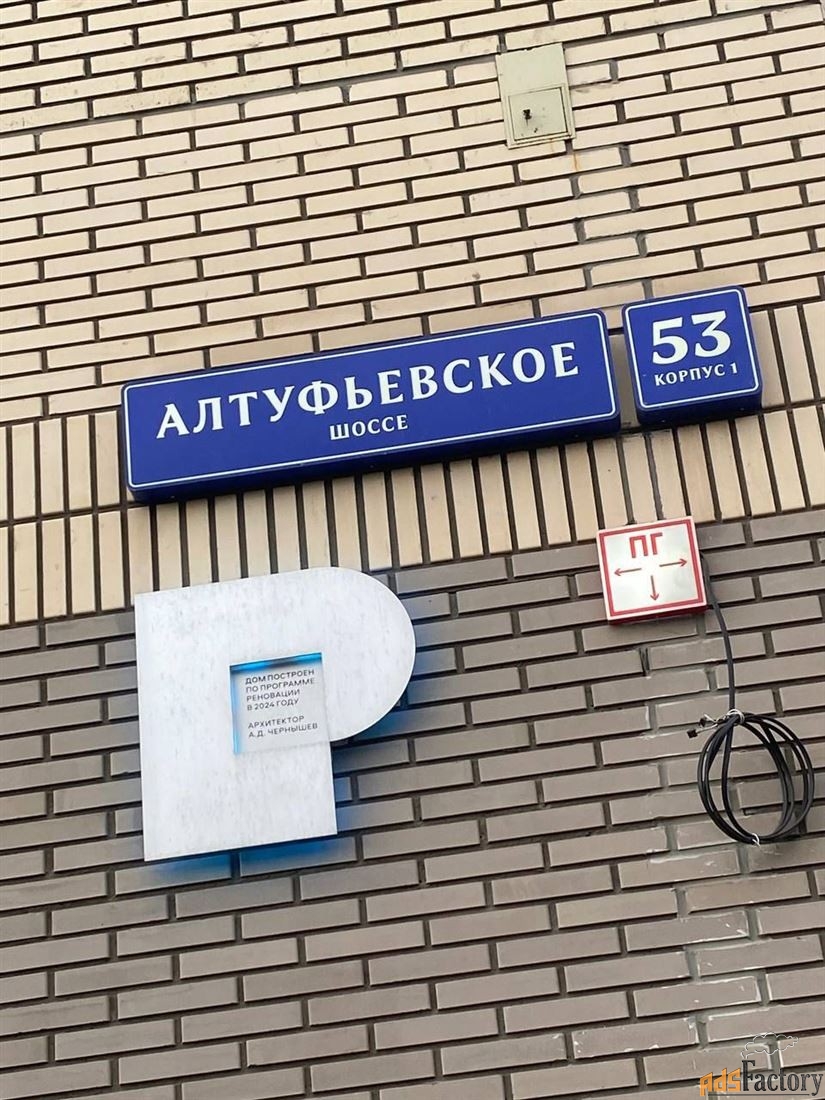 АЛТУФЬЕВСКОЕ
ШОССЕ
53
КОРПУС 1
ПГ
ДОМ ПОСТРОЕН
ПО ПРОГРАММЕ
РЕНОВАЦИИ
В 2024 ГОДУ
АРХИТЕКТОР
А.Д. ЧЕРНЫШЕВ
adsFactory